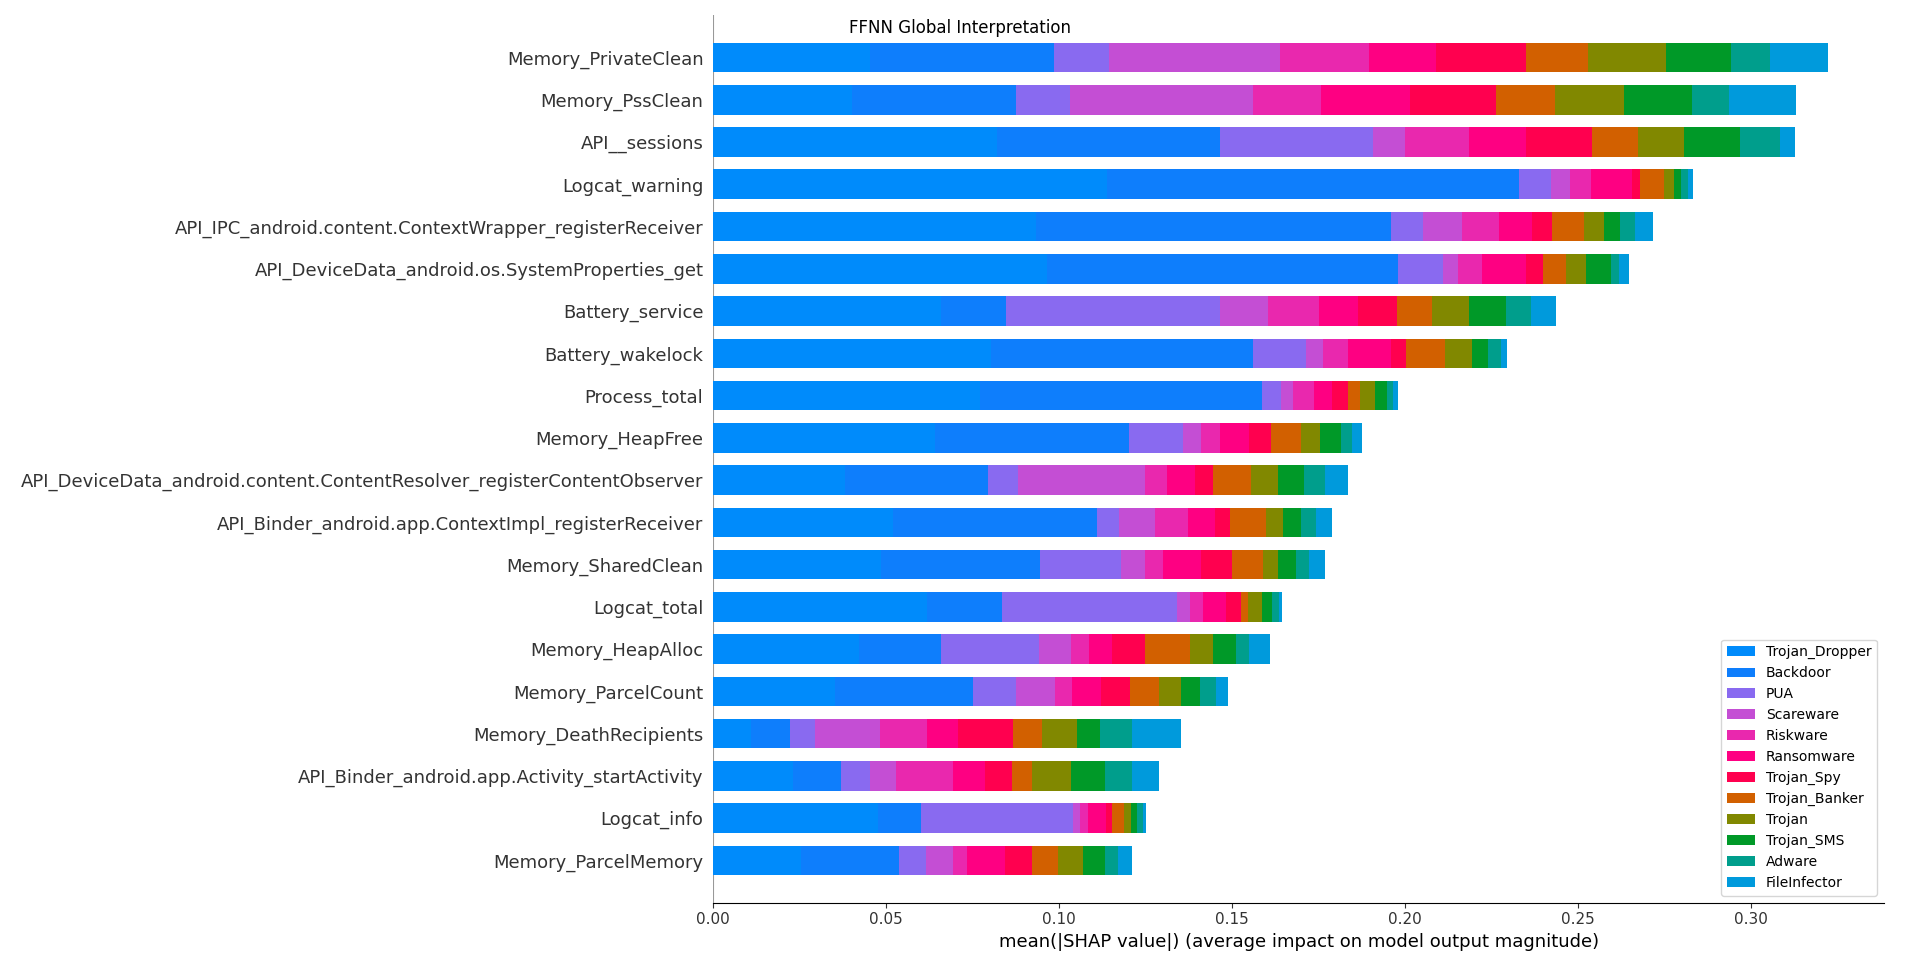 FFNN Global Interpretation
Memory_PrivateClean
Memory_PssClean
API__sessions
Logcat_warning
API_IPC_android.content.ContextWrapper_registerReceiver
API_DeviceData_android.os.SystemProperties_get
Battery_service
Battery_wakelock
Process_total
Memory_HeapFree
API_DeviceData_android.content.ContentResolver_registerContentObserver
API_Binder_android.app.ContextImpl_registerReceiver
Memory_SharedClean
Logcat_total
Memory_HeapAlloc
Memory_ParcelCount
Memory_DeathRecipients
API_Binder_android.app.Activity_startActivity
Logcat_info
Memory_ParcelMemory
Trojan_Dropper
Backdoor
PUA
Scareware
Riskware
Ransomware
Trojan_Spy
Trojan_Banker
Trojan
Trojan_SMS
Adware
FileInfector
0.00 0.05 0.10 0.15 0.20 0.25 0.30
mean(|SHAP value|) (average impact on model output magnitude)